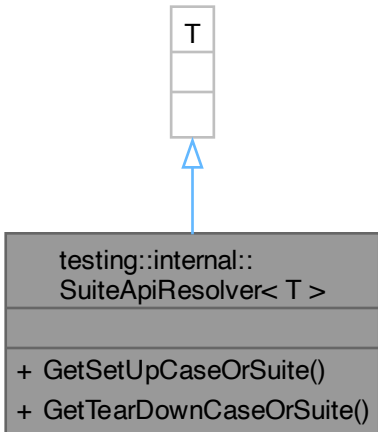 T
testing::internal::
SuiteApiResolver< T >
+ GetSetUpCaseOrSuite()
+ GetTearDownCaseOrSuite()